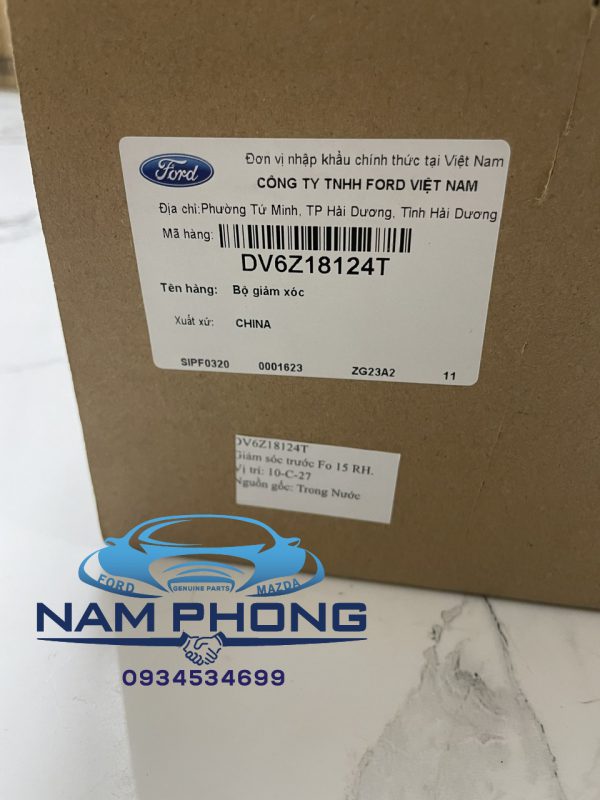 Ford
Đơn vị nhập khẩu chính thức tại Việt Nam
CÔNG TY TNHH FORD VIỆT NAM
Địa chỉ:Phường Tứ Minh, TP Hải Dương, Tỉnh Hải Dương
Mã hàng:
DV6Z18124T
Tên hàng: Bộ giảm xóc
Xuất xứ: CHINA
SIPF0320 0001623 ZG23A2 11
DV6Z18124T
Giảm sóc trước Fo 15 RH.
Vị trí: 10-C-27
Nguồn gốc: Trong Nước
FORD GENUINE PARTS MAZDA
NAM PHONG
0934534699